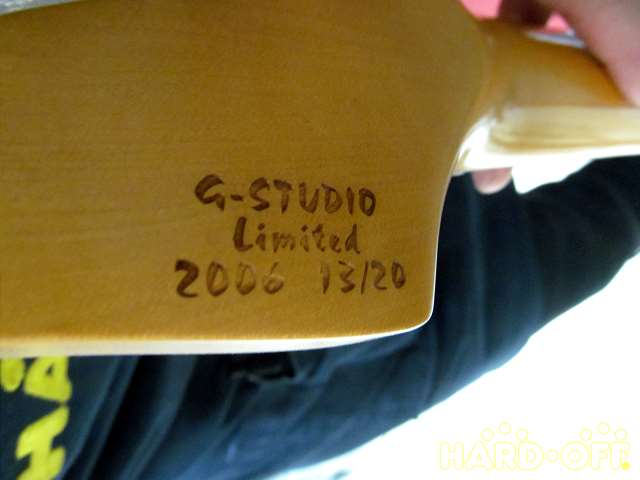 G-STUDIO
Limited
2006 13/20
HARD·OFF